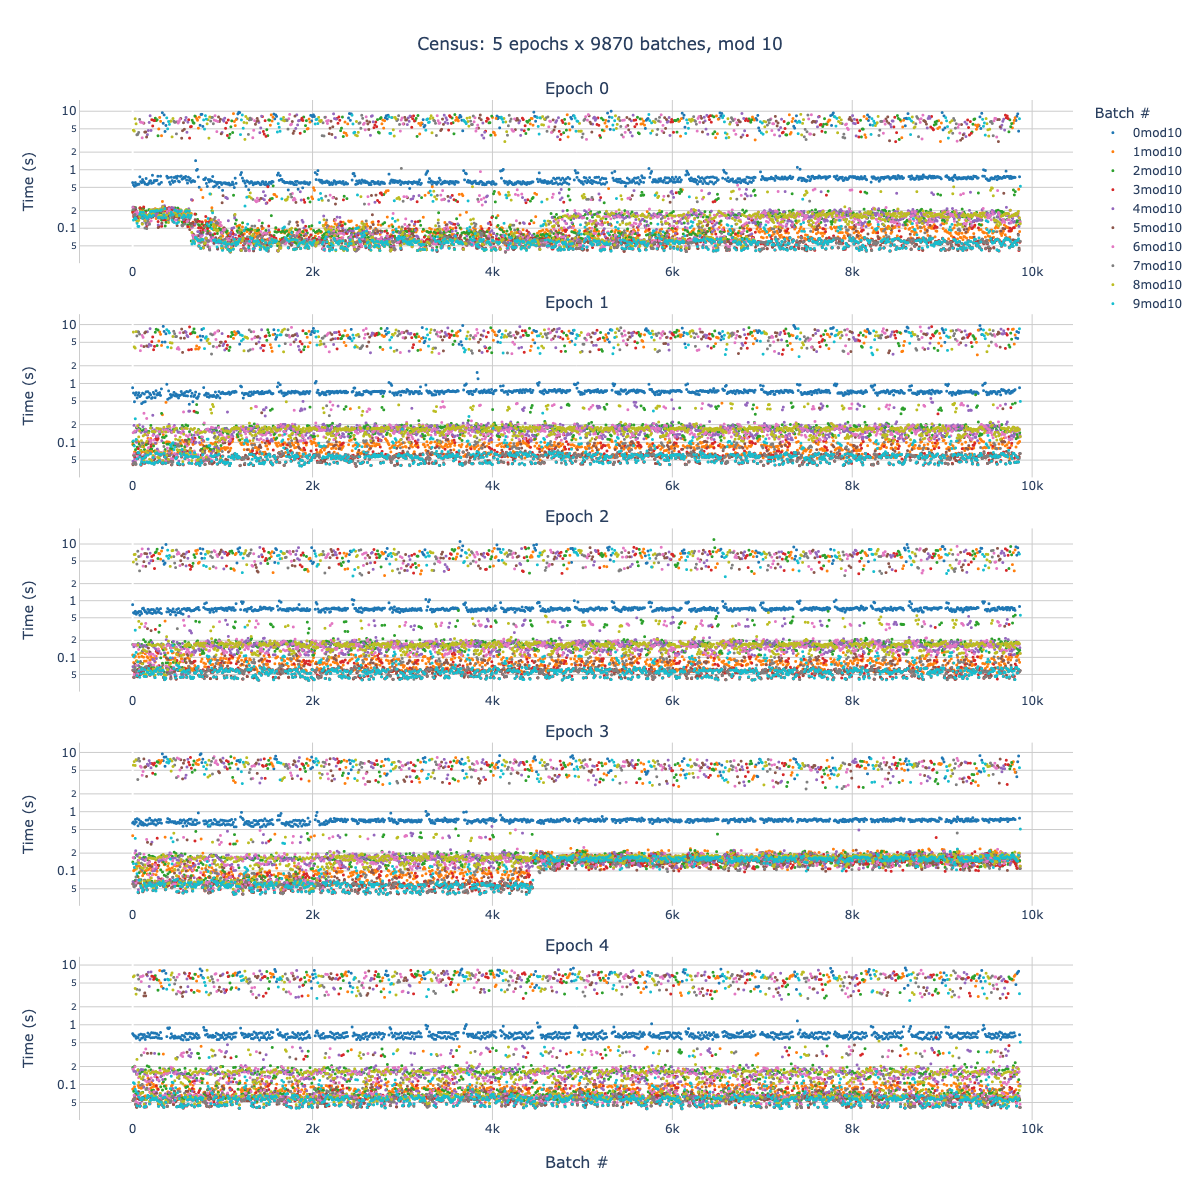 Census: 5 epochs x 9870 batches, mod 10
Epoch 0
Time (s)
10
5
2
1
5
2
0.1
5
0
2k
4k
6k
8k
10k
Batch #
0mod10
1mod10
2mod10
3mod10
4mod10
5mod10
6mod10
7mod10
8mod10
9mod10
Epoch 1
Time (s)
10
5
2
1
5
2
0.1
5
0
2k
4k
6k
8k
10k
Epoch 2
Time (s)
10
5
2
1
5
2
0.1
5
0
2k
4k
6k
8k
10k
Epoch 3
Time (s)
10
5
2
1
5
2
0.1
5
0
2k
4k
6k
8k
10k
Epoch 4
Time (s)
10
5
2
1
5
2
0.1
5
0
2k
4k
6k
8k
10k
Batch #